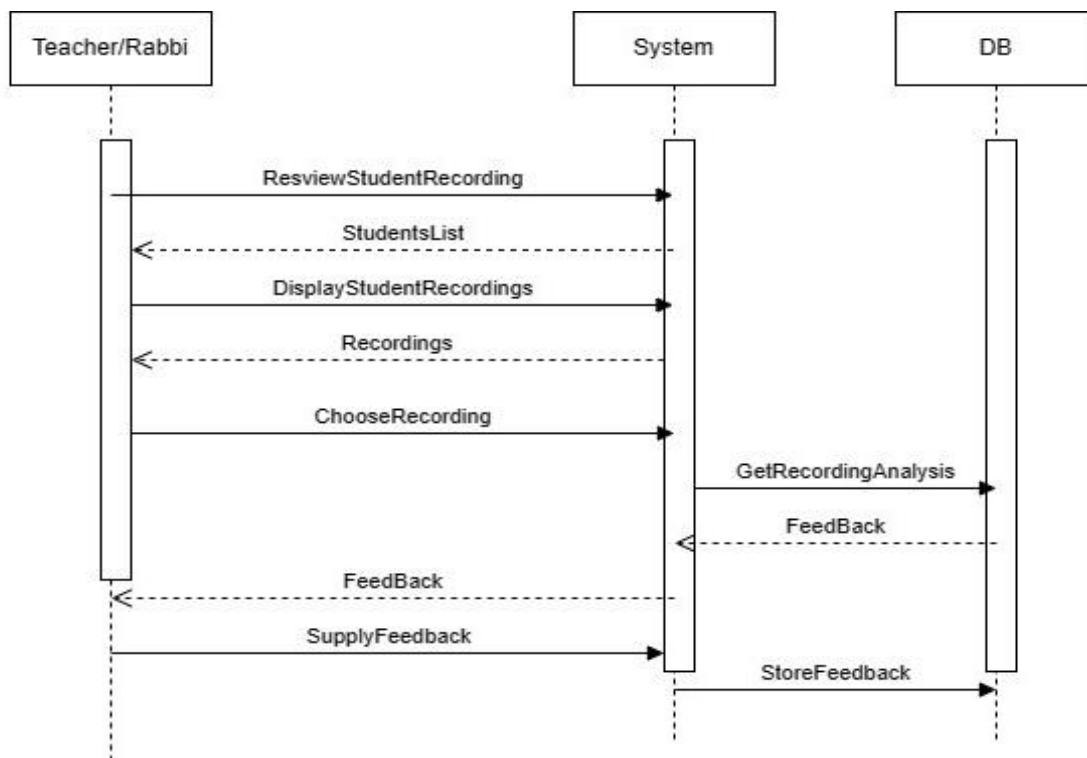 Teacher/Rabbi
System
DB
ResviewStudentRecording
StudentsList
DisplayStudentRecordings
Recordings
ChooseRecording
GetRecordingAnalysis
FeedBack
FeedBack
SupplyFeedback
StoreFeedback